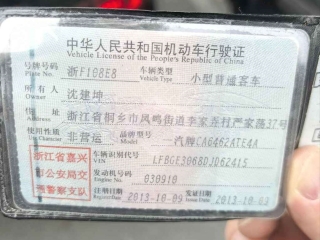 中华人民共和国机动车行驶证
Vehicle License of the People's Republic of China
号牌号码 浙F108E8 车辆类型 小型普通客车
Plate No. Vehicle Type
所有人 沈建坤
Owner
住址 浙江省桐乡市凤鸣街道李家弄村严家路37号
Address
使用性质 非营运 品牌型号 汽牌CA6462ATE4A
Model
浙江省嘉兴 车辆识别代号 LFBGE3068DJD62415
VIN
市公安局交 发动机号码 030910
Engine No.
通警察支队 注册日期 2013-10-09 发证日期 2013-10-09
Issue Date